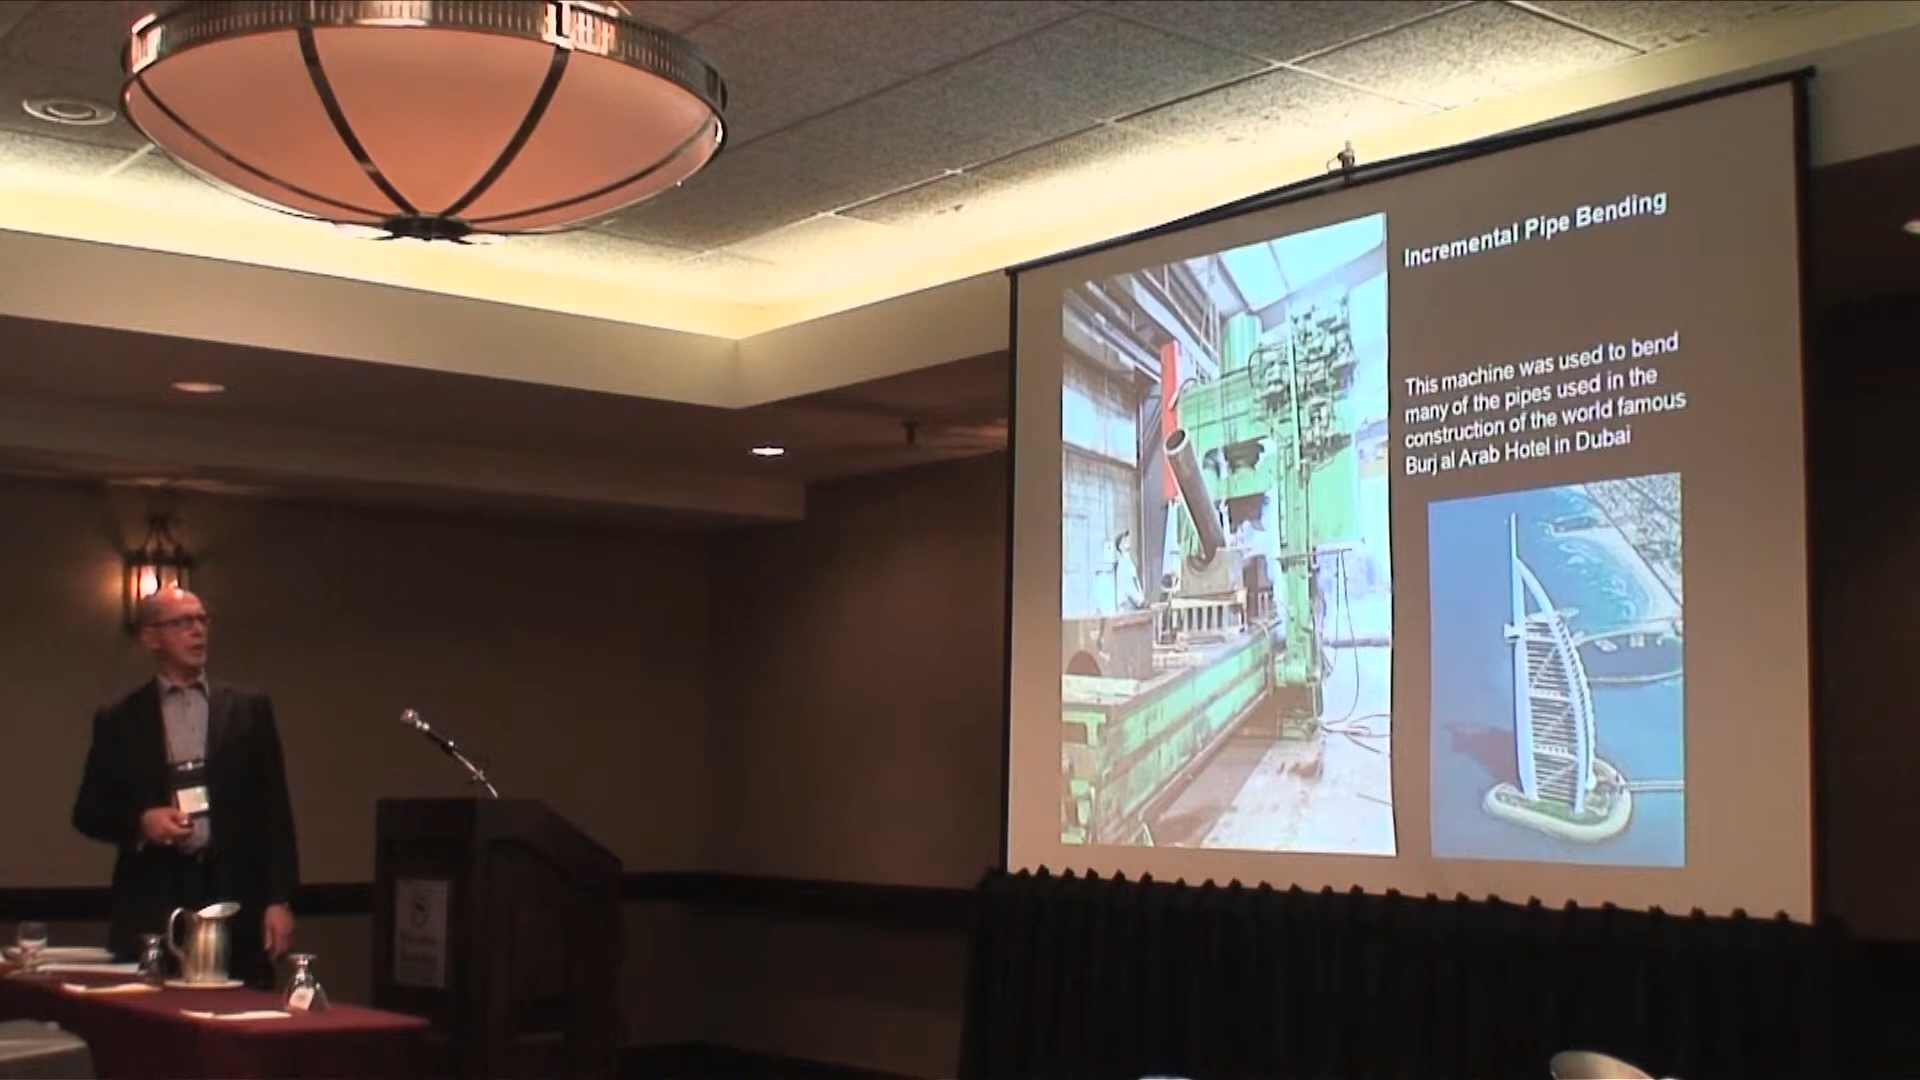 Incremental Pipe Bending
This machine was used to bend
many of the pipes used in the
construction of the world famous
Burj al Arab Hotel in Dubai